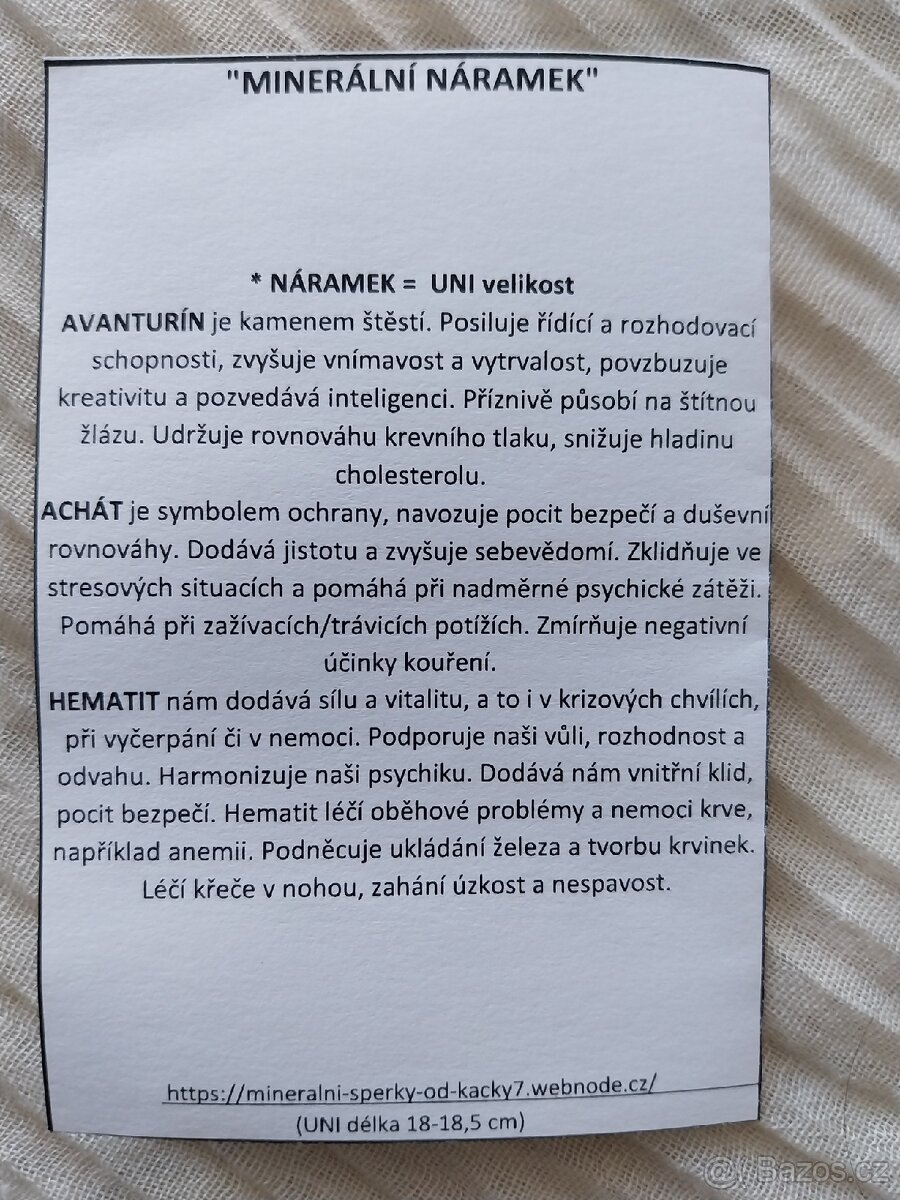 "MINERÁLNÍ NÁRAMEK"
* NÁRAMEK = UNI velikost
AVANTURÍN je kamenem štěstí. Posiluje řídící a rozhodovací
schopnosti, zvyšuje vnímavost a vytrvalost, povzbuzuje
kreativitu a pozvedává inteligenci. Příznivě působí na štítnou
žlázu. Udržuje rovnováhu krevního tlaku, snižuje hladinu
cholesterolu.
ACHÁT je symbolem ochrany, navozuje pocit bezpečí a duševní
rovnováhy. Dodává jistotu a zvyšuje sebevědomí. Zklidňuje ve
stresových situacích a pomáhá při nadměrné psychické zátěži.
Pomáhá při zažívacích/trávicích potížích. Zmírňuje negativní
účinky kouření.
HEMATIT nám dodává sílu a vitalitu, a to i v krizových chvílích,
při vyčerpání či v nemoci. Podporuje naši vůli, rozhodnost a
odvahu. Harmonizuje naši psychiku. Dodává nám vnitřní klid,
pocit bezpečí. Hematit léčí oběhové problémy a nemoci krve,
například anemii. Podněcuje ukládání železa a tvorbu krvinek.
Léčí křeče v nohou, zahání úzkost a nespavost.
https://mineralni-sperky-od-kacky7.webnode.cz/
(UNI délka 18-18,5 cm)
@ Bazos.cz